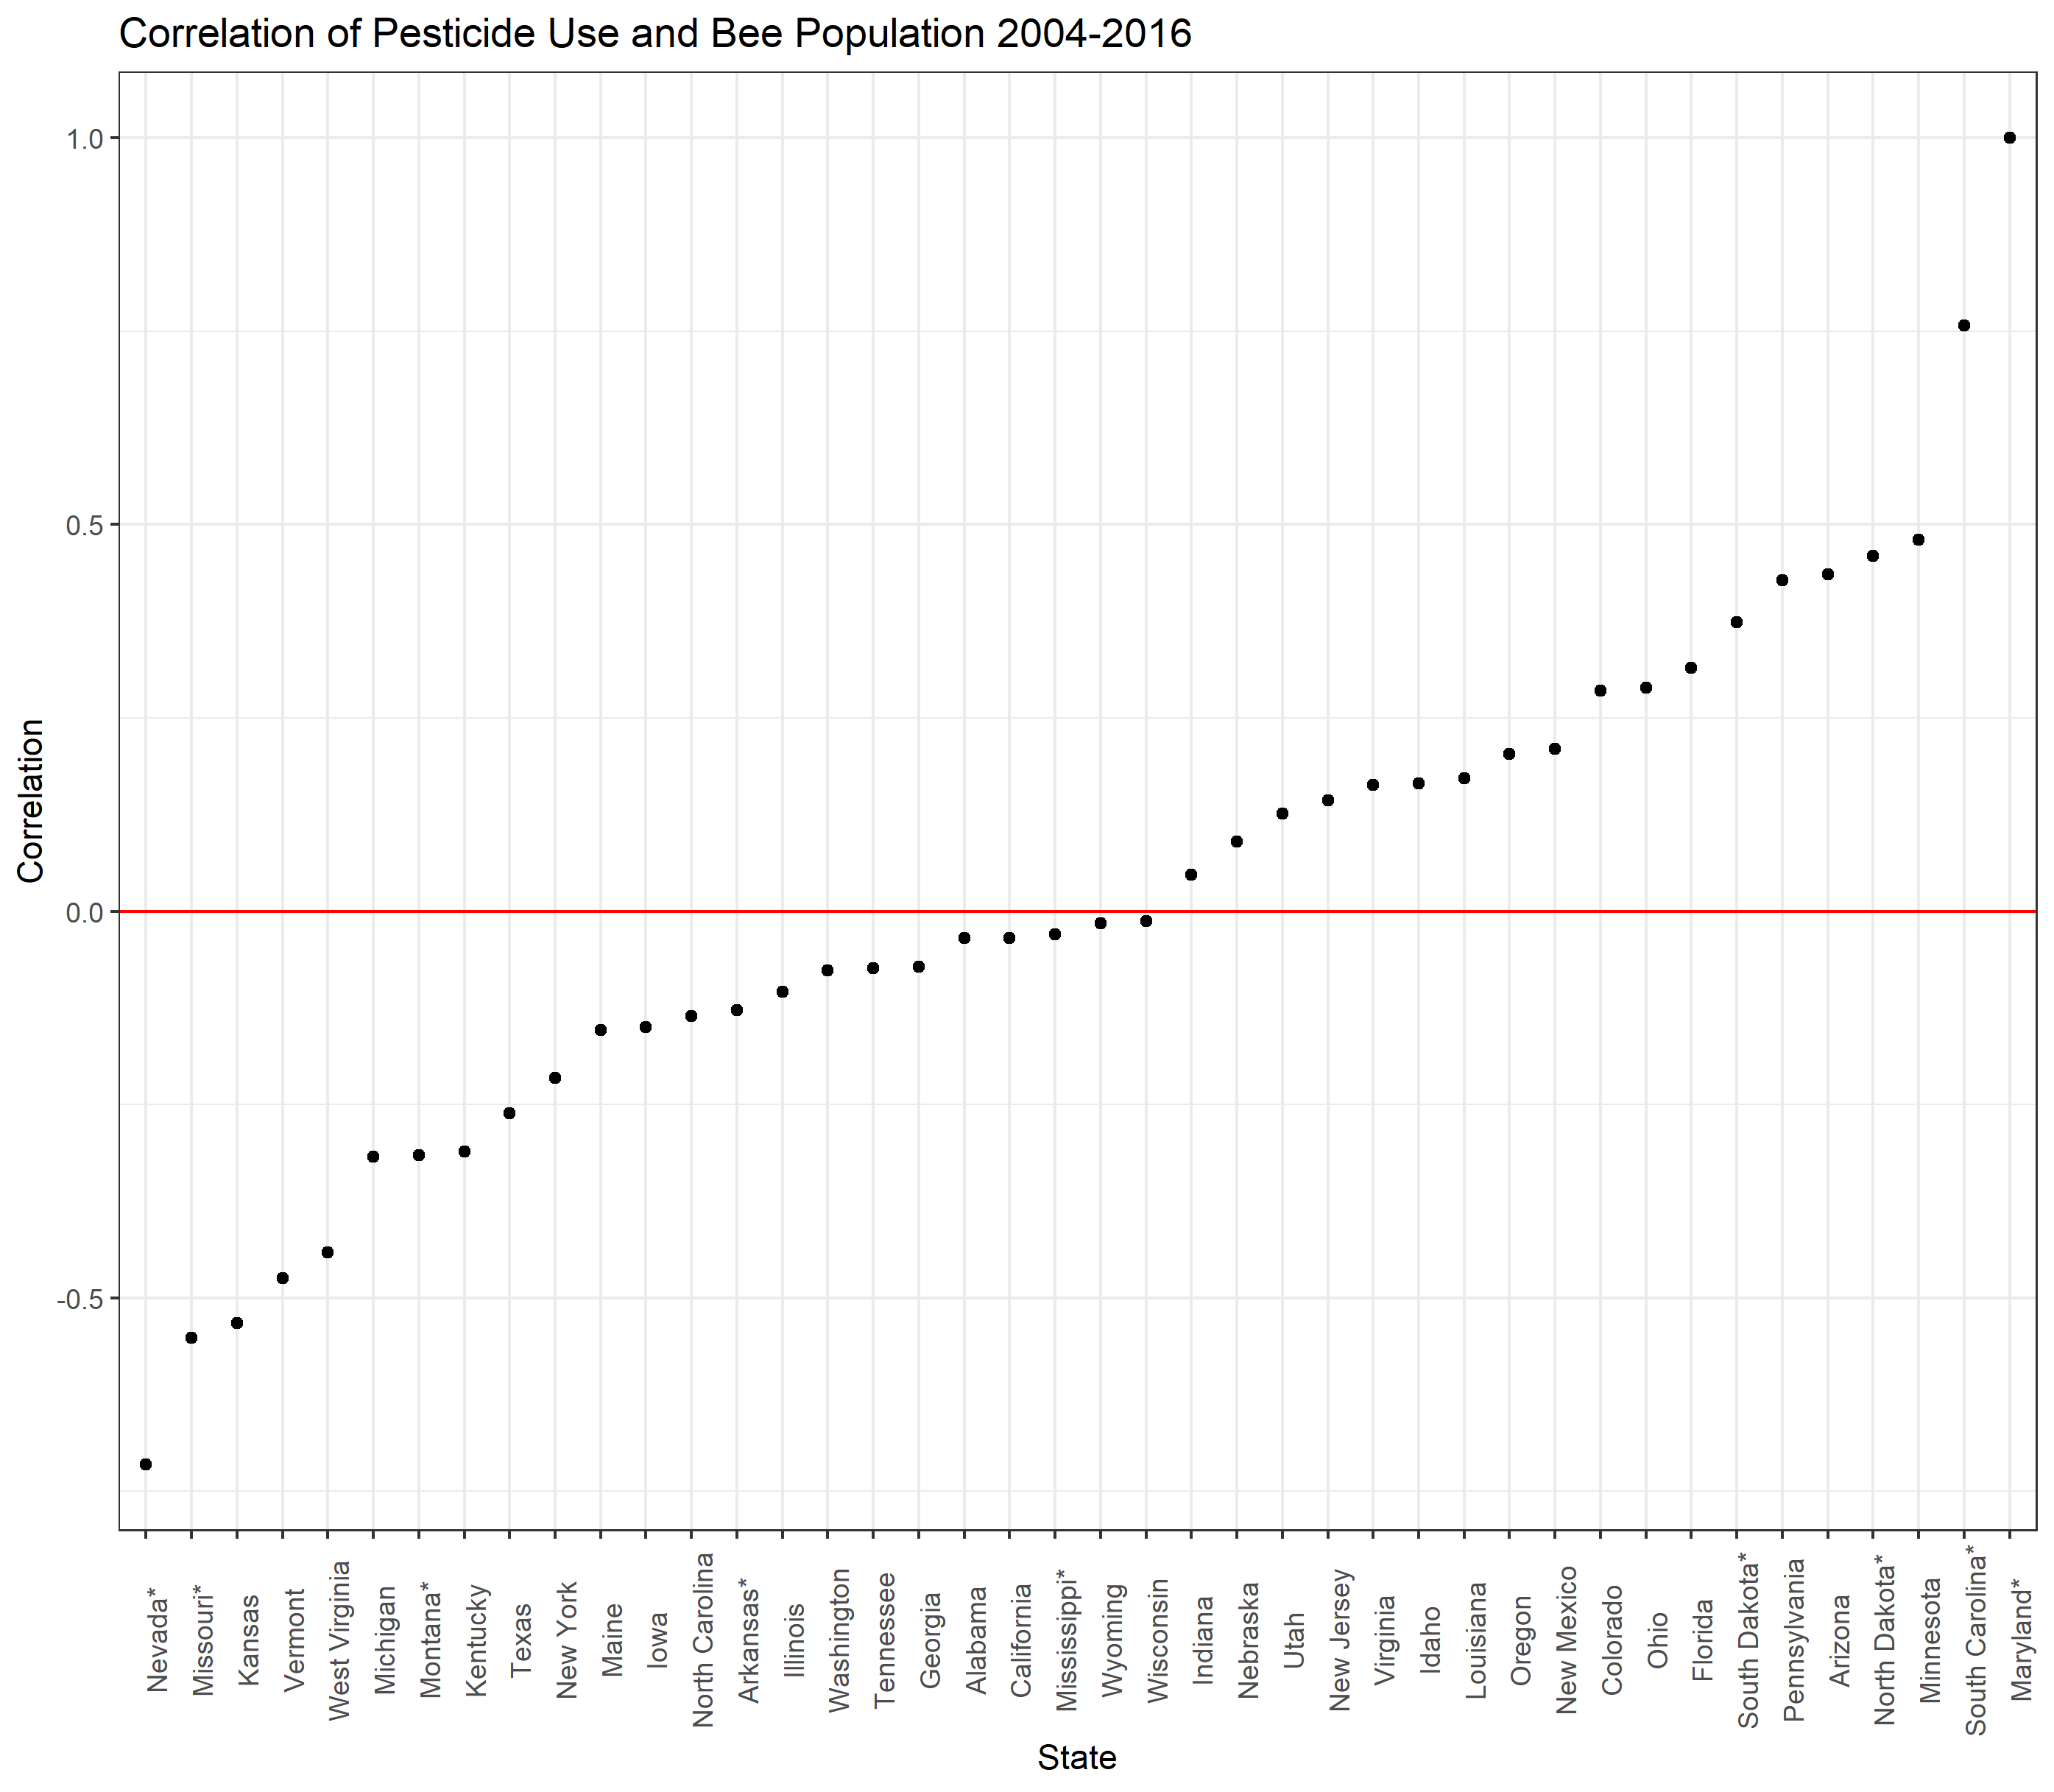 Correlation of Pesticide Use and Bee Population 2004-2016
Correlation
1.0
0.5
0.0
-0.5
Nevada*
Missouri*
Kansas
Vermont
West Virginia
Michigan
Montana*
Kentucky
Texas
New York
Maine
Iowa
North Carolina
Arkansas*
Illinois
Washington
Tennessee
Georgia
Alabama
California
Mississippi*
Wyoming
Wisconsin
Indiana
Nebraska
Utah
New Jersey
Virginia
Idaho
Louisiana
Oregon
New Mexico
Colorado
Ohio
Florida
South Dakota*
Pennsylvania
Arizona
North Dakota*
Minnesota
South Carolina*
Maryland*
State